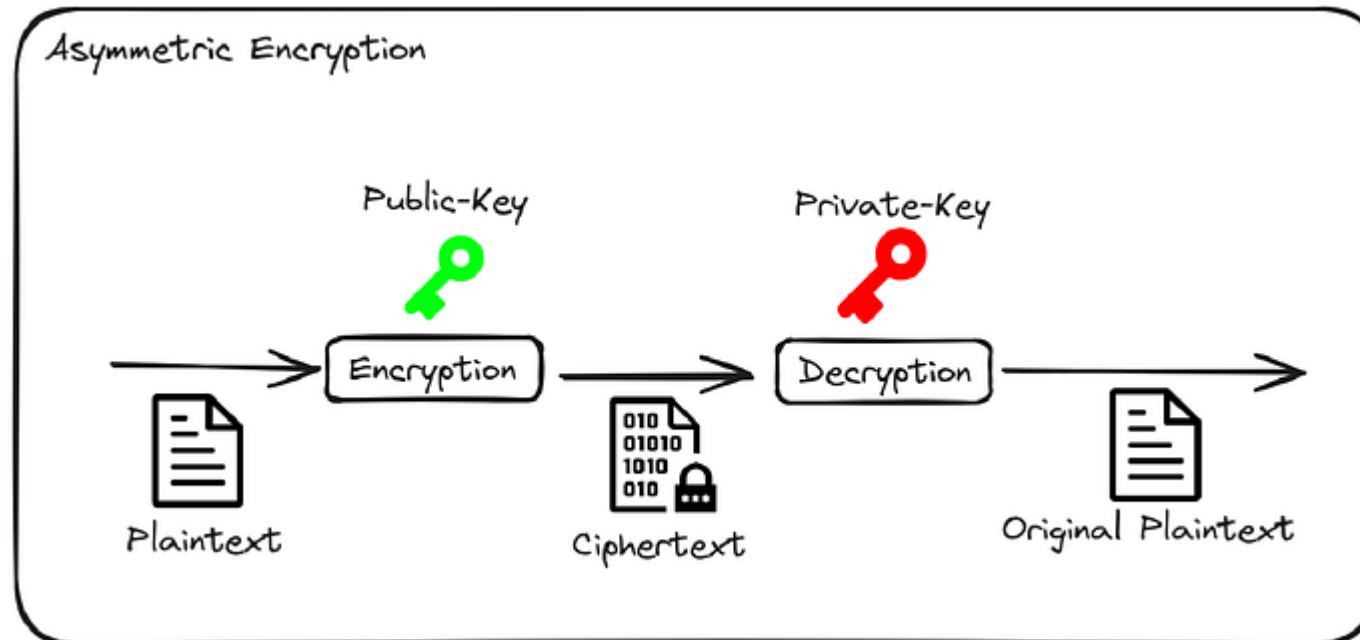 Asymmetric Encryption
Public-Key
Private-Key
Encryption
Decryption
010
01010
1010
010
Plaintext
Ciphertext
Original Plaintext